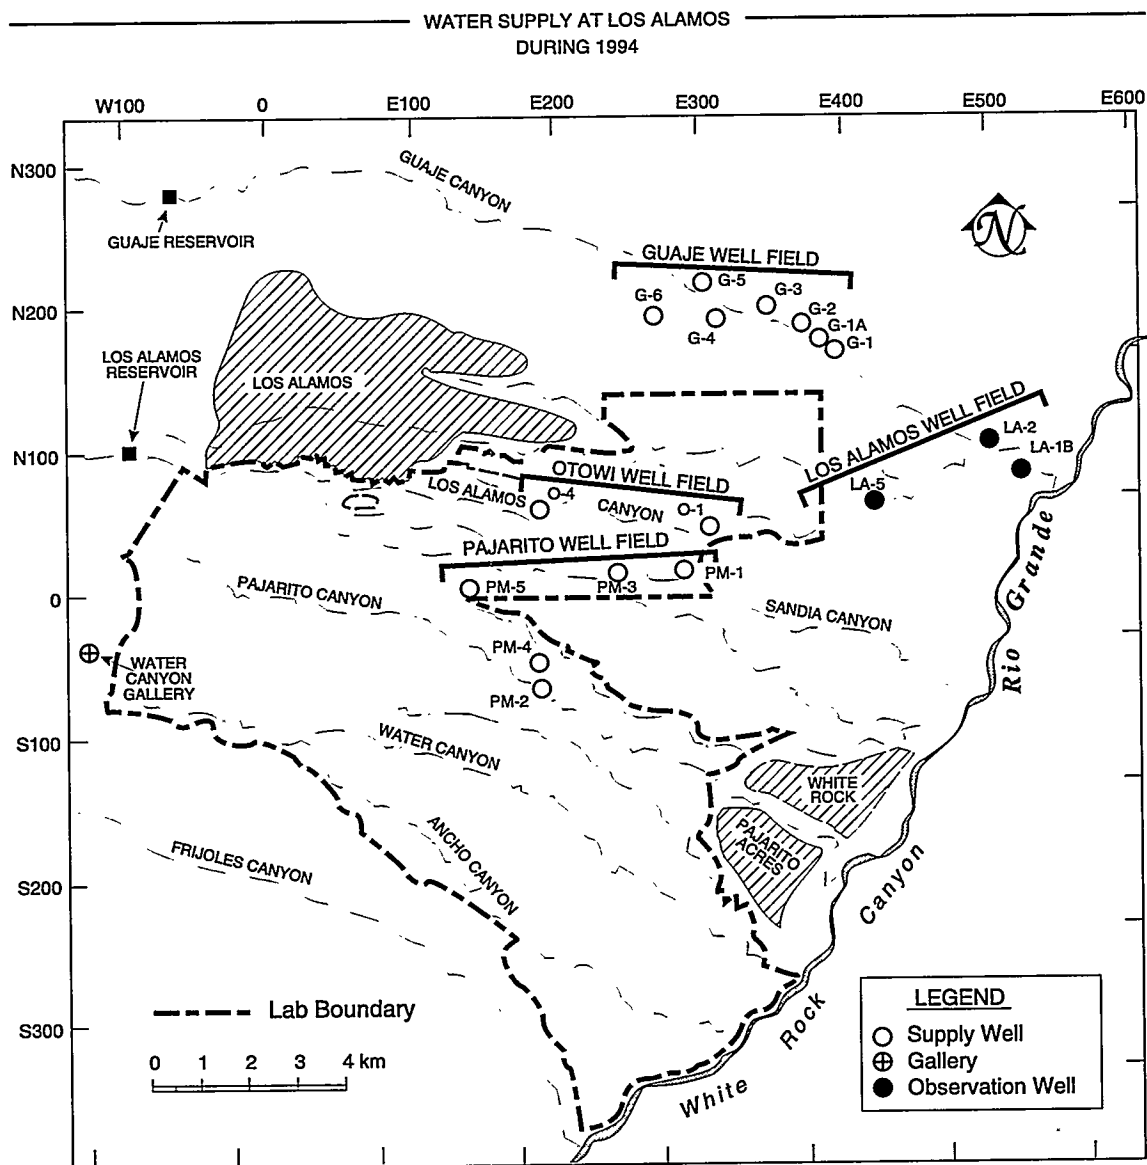 WATER SUPPLY AT LOS ALAMOS
DURING 1994
W100
0
E100
E200
E300
E400
E500
E600
N300
GUAJE CANYON
GUAJE RESERVOIR
N
GUAJE WELL FIELD
G-5
G-3
G-6
G-2
G-1A
G-4
G-1
N200
LOS ALAMOS
RESERVOIR
LOS ALAMOS
LOS ALAMOS WELL FIELD
LA-2
LA-1B
LA-5
N100
OTOWI WELL FIELD
LOS ALAMOS
O-4
CANYON
O-1
PAJARITO WELL FIELD
PM-5
PM-3
PM-1
PAJARITO CANYON
0
SANDIA CANYON
Rio Grande
PM-4
PM-2
WATER
CANYON
GALLERY
S100
WATER CANYON
WHITE
ROCK
PAJARITO
ACRES
ANCHO CANYON
FRIJOLES CANYON
S200
White Rock Canyon
S300
Lab Boundary
0 1 2 3 4 km
LEGEND
Supply Well
Gallery
Observation Well